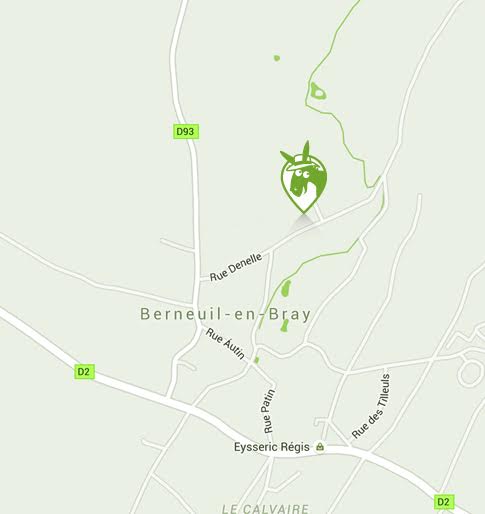 D93
Rue Denelle
Berneuil-en-Bray
Rue Autin
D2
Rue Patin
Rue des Tilleuls
Eysseric Régis
D2
LE CALVAIRE